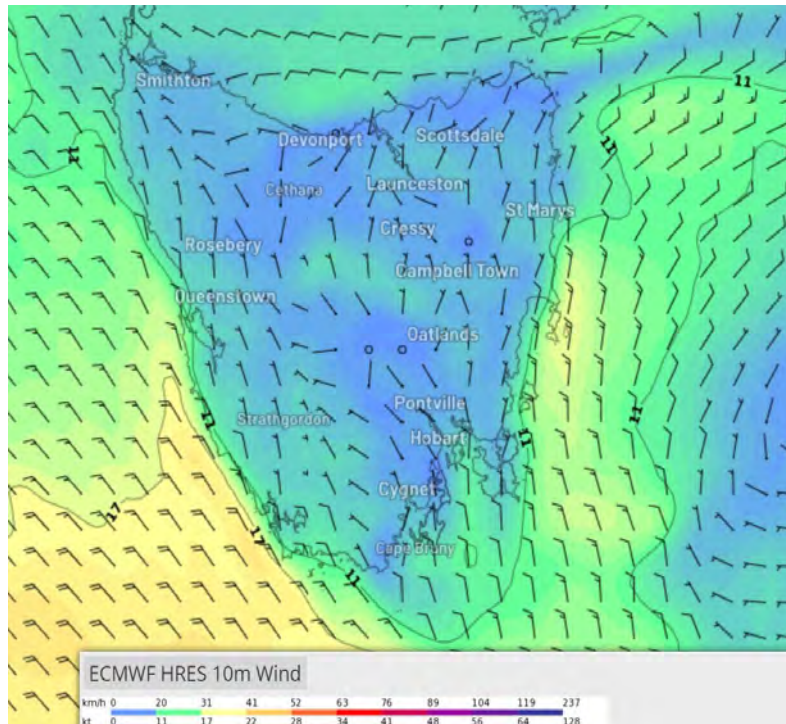 11
Smithton
11
Devonport
Scottsdale
11
11
Cethana
Launceston
St Marys
Cressy
Rosebery
Campbell Town
Queenstown
Oatlands
Pontville
11
11
Strathgordon
Hobart
11
Cygnet
17
17
Cape Bruny
11
ECMWF HRES 10m Wind
km/h 0 20 31 41 52 63 76 89 104 119 237
kt 0 11 17 22 28 34 41 48 56 64 128